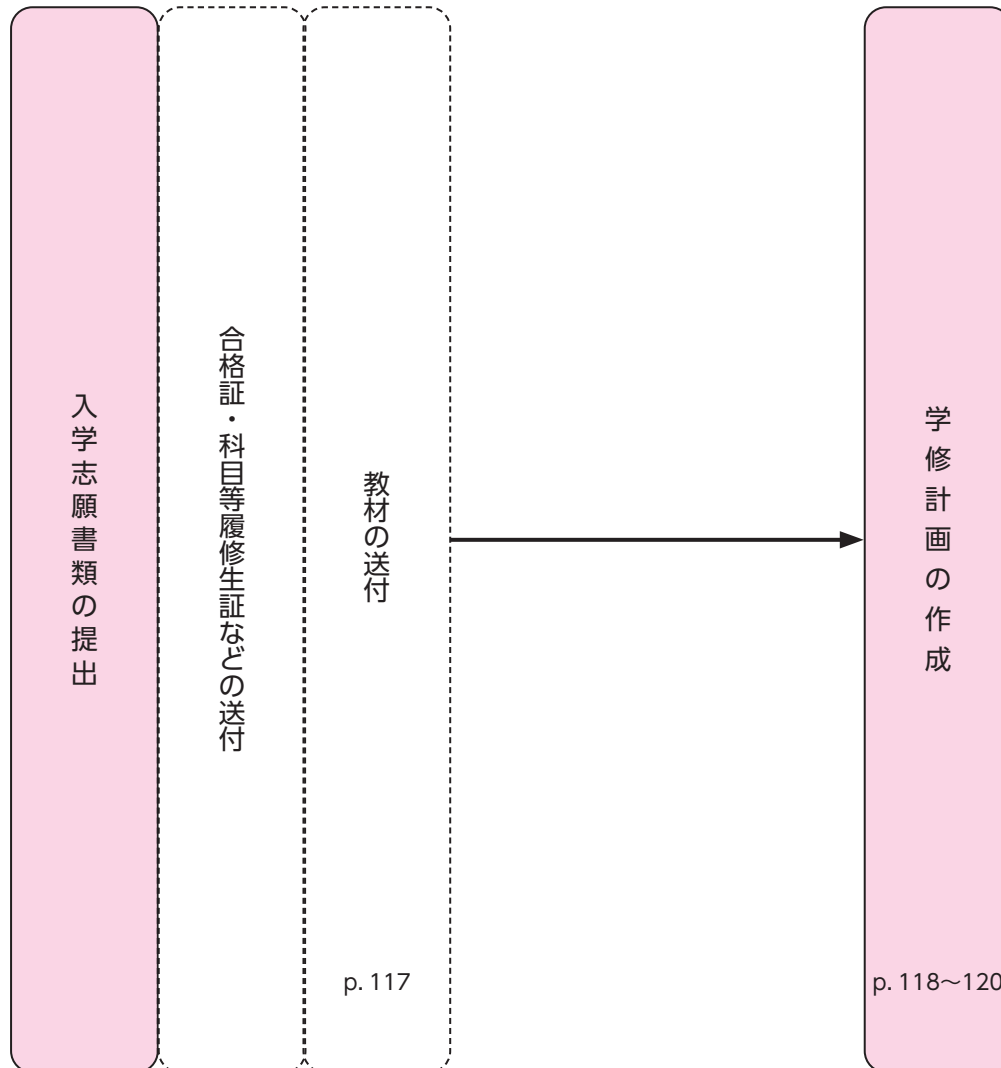 入学志願書類の提出
合格証・科目等履修生証などの送付
教材の送付
p. 117
学修計画の作成
p. 118〜120